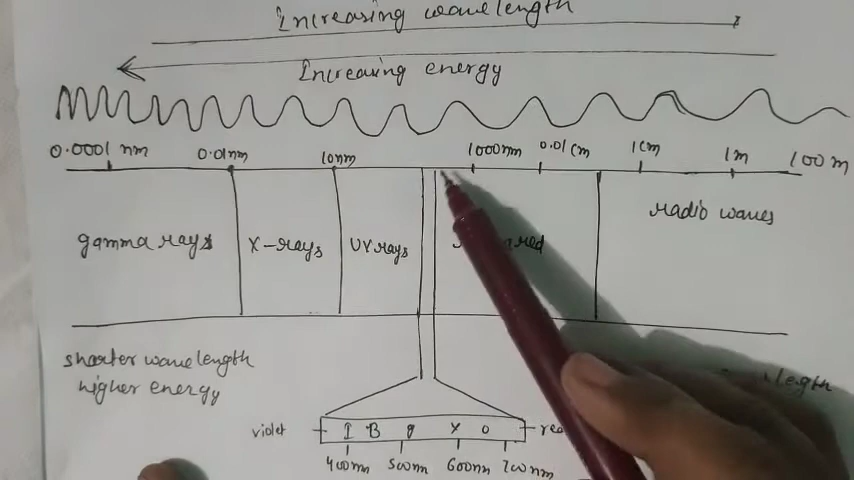 Increasing wavelength
Increasing energy
0.0001 nm 0.01nm 10nm 1000nm 0.01 cm 1cm 1m 100 m
gamma rays X-rays UV rays radio waves
shorter wavelength
higher energy
violet I B g Y O
400nm 500nm 600nm 700nm